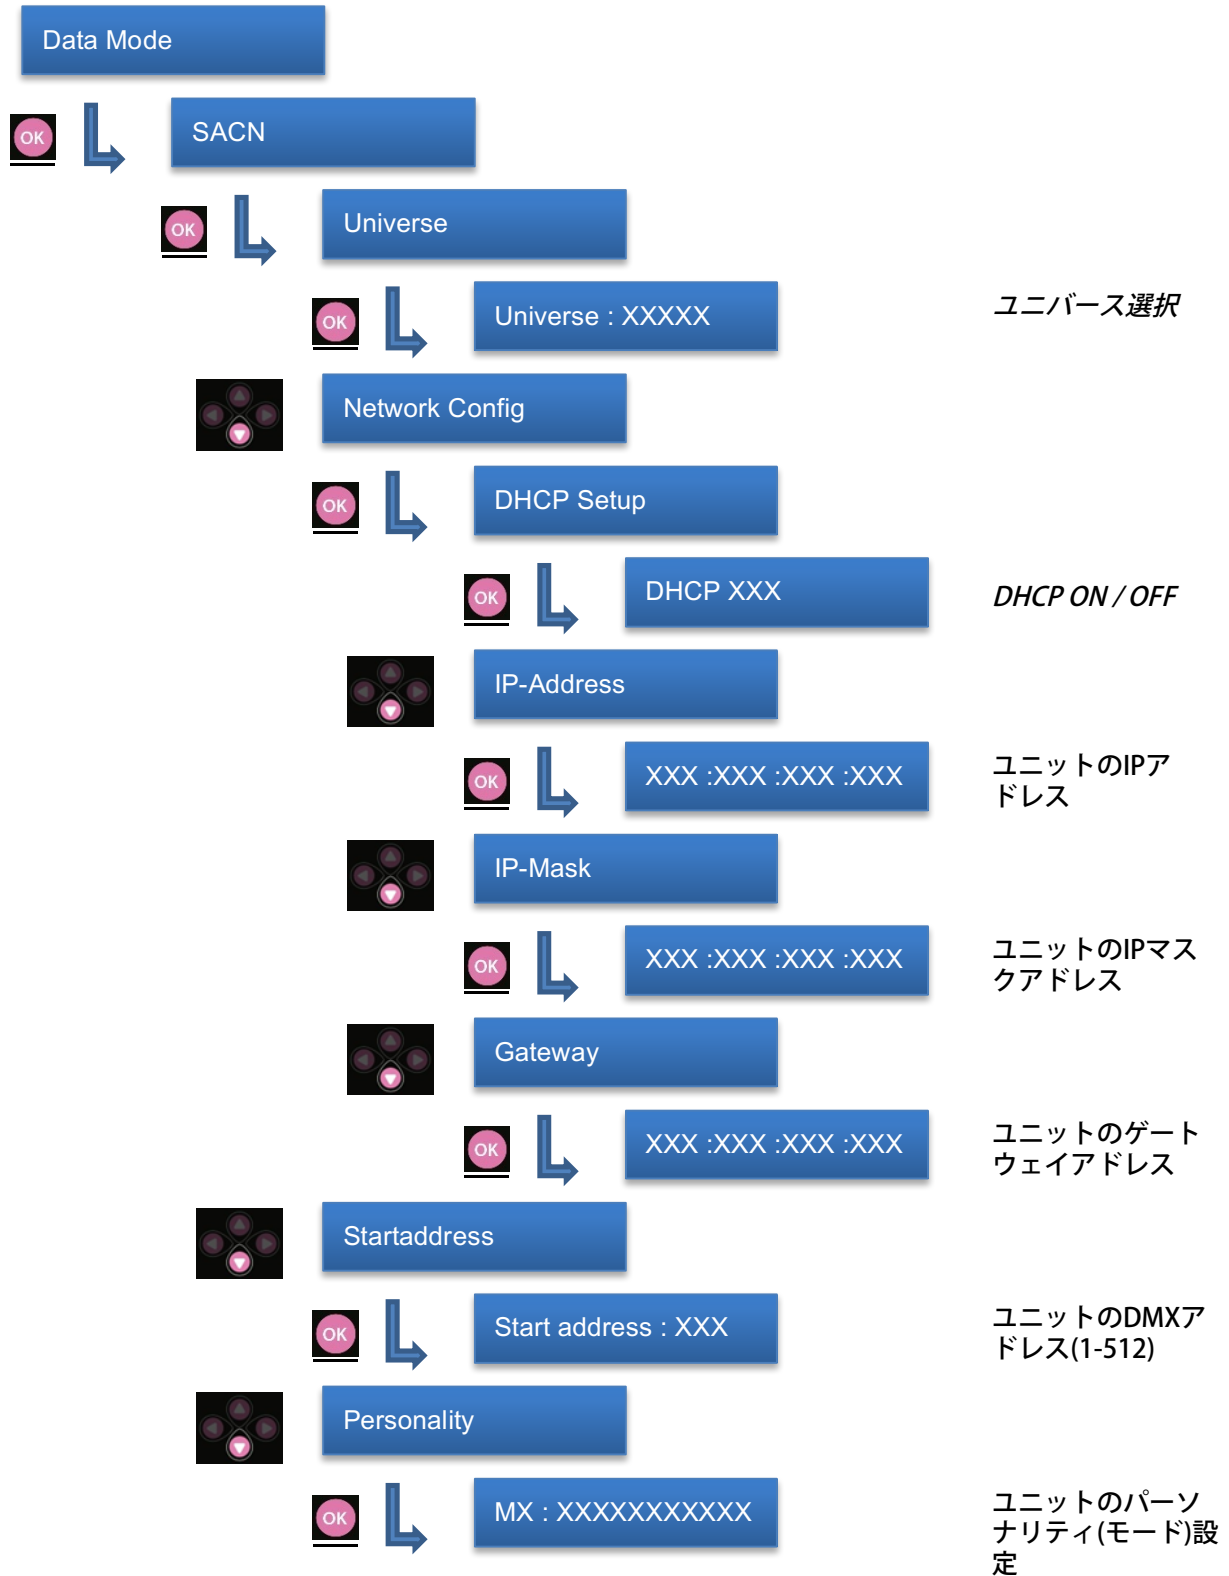 Data Mode
OK
SACN
OK
Universe
OK
Universe : XXXXX
ユニバース選択
Network Config
OK
DHCP Setup
OK
DHCP XXX
DHCP ON / OFF
IP-Address
OK
XXX :XXX :XXX :XXX
ユニットのIPア
ドレス
IP-Mask
OK
XXX :XXX :XXX :XXX
ユニットのIPマス
クアドレス
Gateway
OK
XXX :XXX :XXX :XXX
ユニットのゲート
ウェイアドレス
Startaddress
OK
Start address : XXX
ユニットのDMXア
ドレス(1-512)
Personality
OK
MX : XXXXXXXXXXX
ユニットのパーソ
ナリティ(モード)設
定